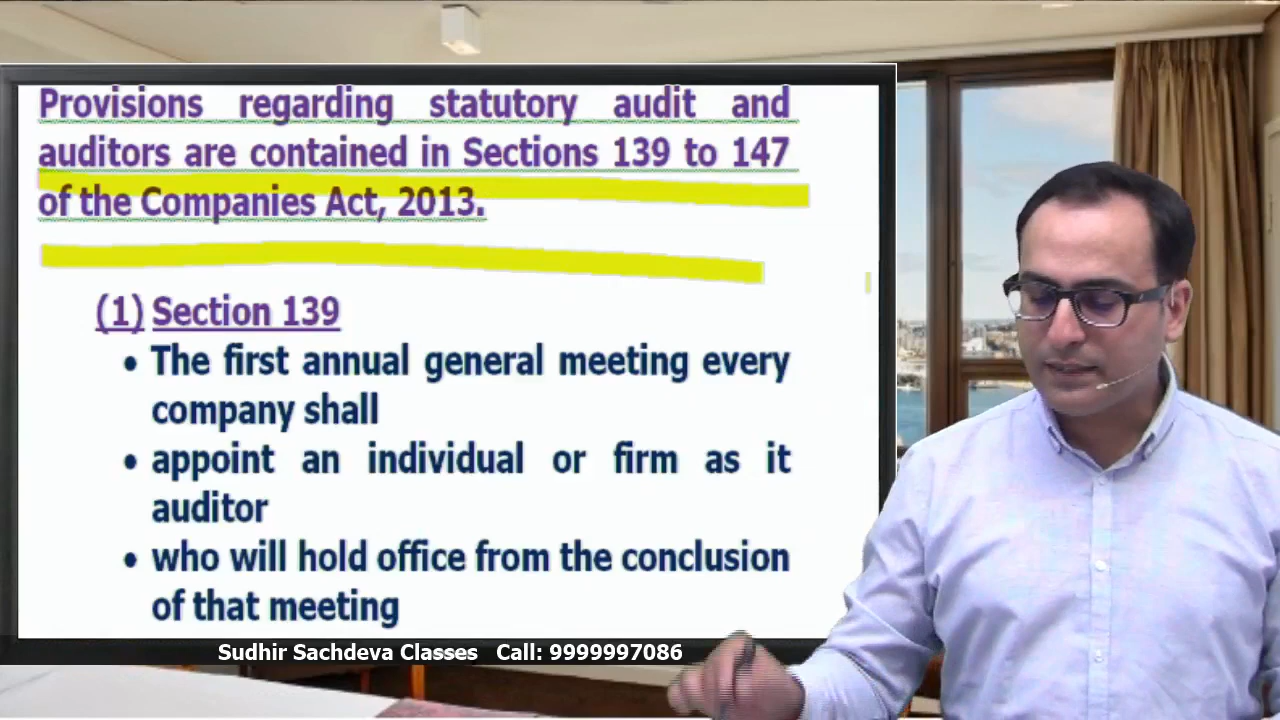 Provisions regarding statutory audit and
auditors are contained in Sections 139 to 147
of the Companies Act, 2013.
(1) Section 139
• The first annual general meeting every
company shall
• appoint an individual or firm as it
auditor
• who will hold office from the conclusion
of that meeting
Sudhir Sachdeva Classes Call: 9999997086